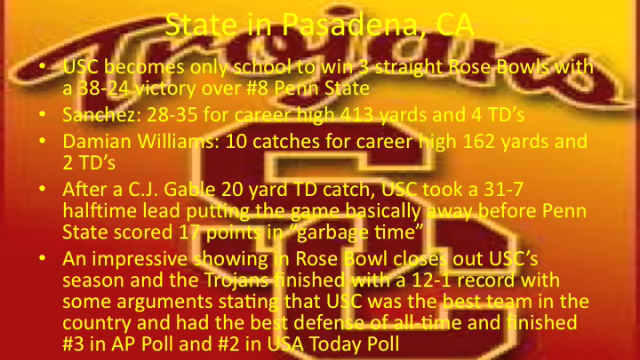 State in Pasadena, CA
Trojans
• USC becomes only school to win 3 straight Rose Bowls with
a 38-24 victory over #8 Penn State
• Sanchez: 28-35 for career high 413 yards and 4 TD's
• Damian Williams: 10 catches for career high 162 yards and
2 TD's
• After a C.J. Gable 20 yard TD catch, USC took a 31-7
halftime lead putting the game basically away before Penn
State scored 17 points in “garbage time”
• An impressive showing in Rose Bowl closes out USC's
season and the Trojans finished with a 12-1 record with
some arguments stating that USC was the best team in the
country and had the best defense of all-time and finished
#3 in AP Poll and #2 in USA Today Poll
SC